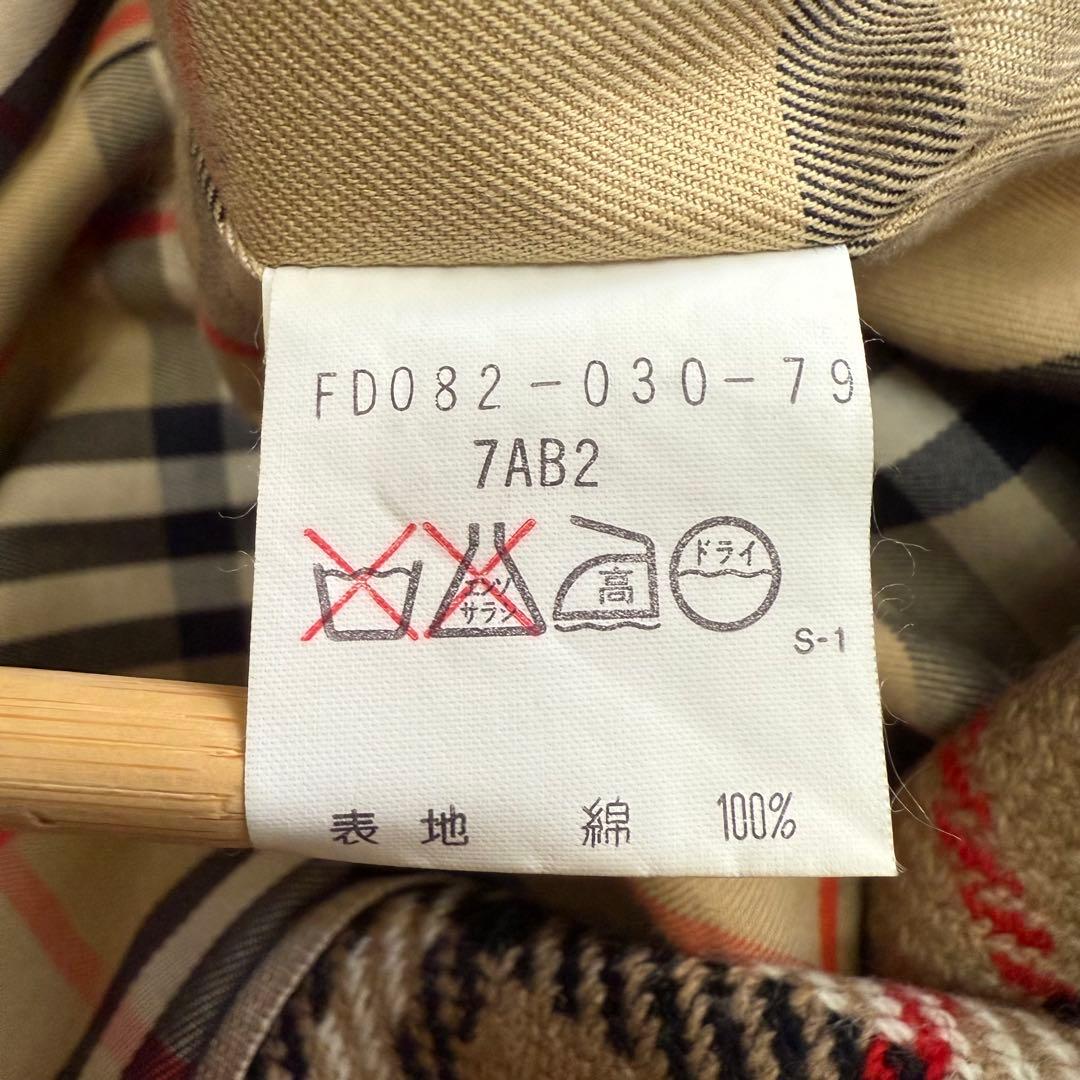 FD082-030-79
7AB2
エンソ
サラシ
高
ドライ
S-1
表地 綿 100%